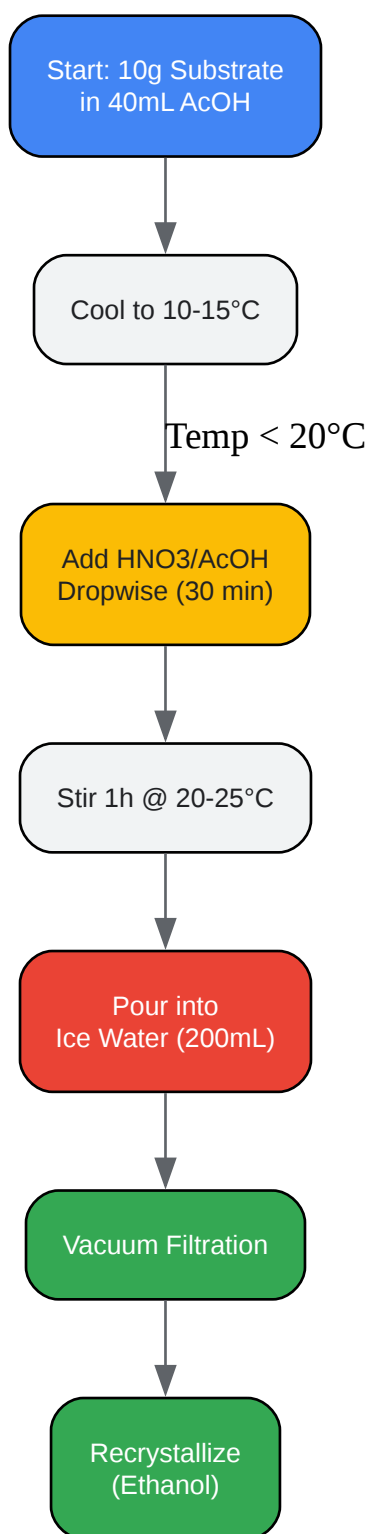 Start: 10g Substrate
in 40mL AcOH
Cool to 10-15°C
Temp < 20°C
Add HNO3/AcOH
Dropwise (30 min)
Stir 1h @ 20-25°C
Pour into
Ice Water (200mL)
Vacuum Filtration
Recrystallize
(Ethanol)